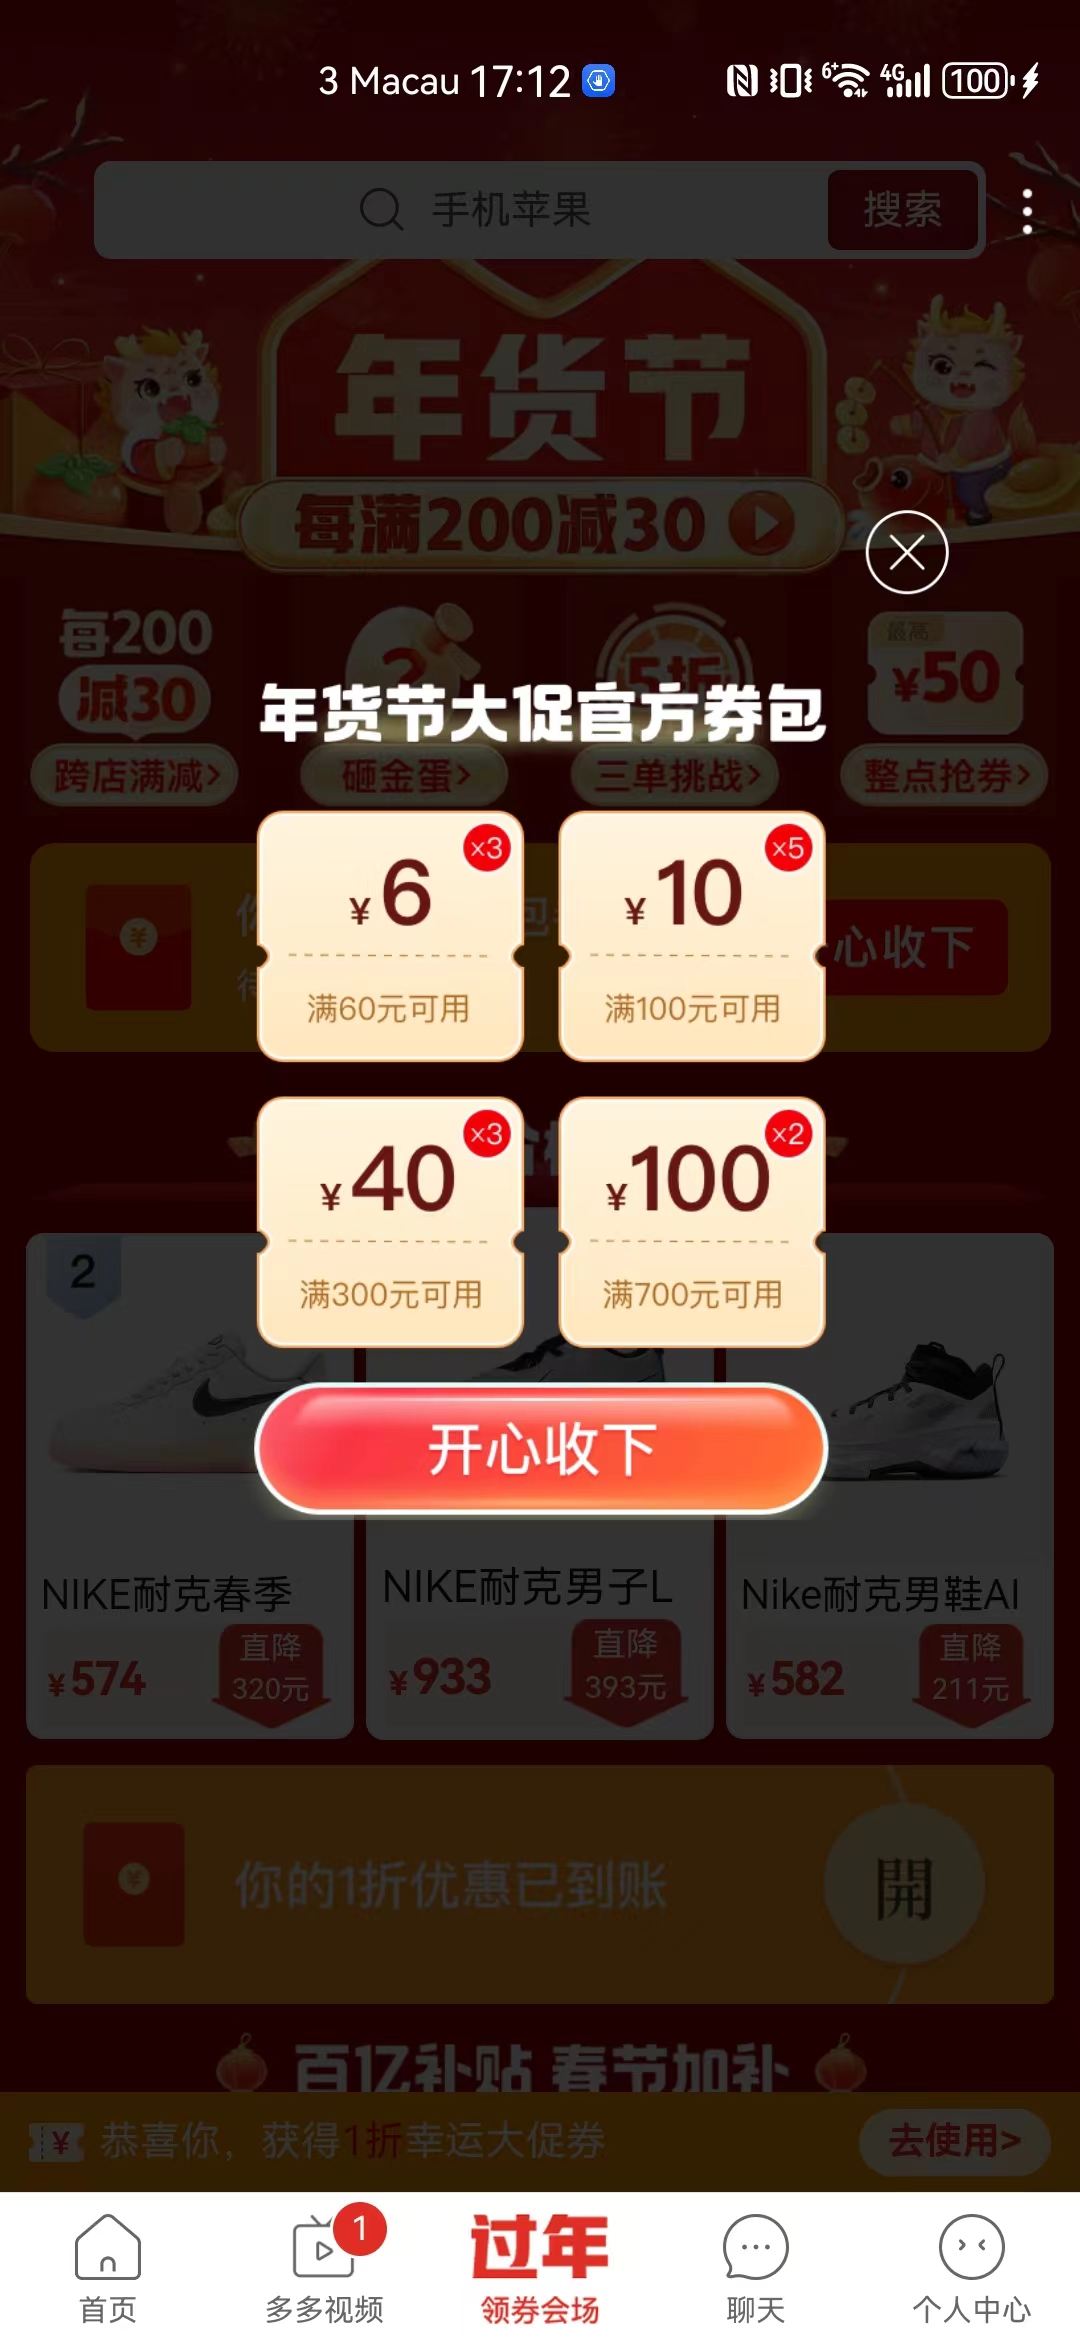 3 Macau 17:12 6+ 4G 100
手机苹果 搜索
年货节
每满200减30
每200 减30
5折
最高 ¥50
年货节大促官方券包
跨店满减> 砸金蛋> 三单挑战> 整点抢券>
¥6 ×3
满60元可用
¥10 ×5
满100元可用
心收下
¥40 ×3
满300元可用
¥100 ×2
满700元可用
开心收下
2
NIKE耐克春季 NIKE耐克男子L Nike耐克男鞋AI
¥574 直降 320元
¥933 直降 393元
¥582 直降 211元
¥ 你的1折优惠已到账 開
百亿补贴 春节加补
¥ 恭喜你，获得1折幸运大促券 去使用>
1
过年
首页 多多视频 领券会场 聊天 个人中心